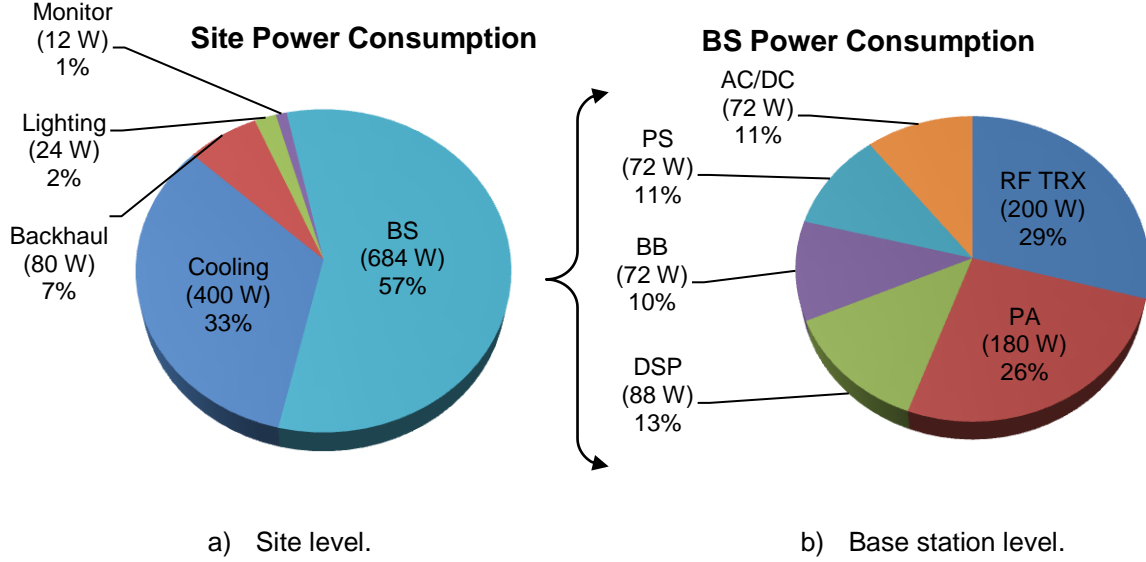 Site Power Consumption
Monitor
(12 W)
1%
Lighting
(24 W)
2%
Backhaul
(80 W)
7%
Cooling
(400 W)
33%
BS
(684 W)
57%
BS Power Consumption
AC/DC
(72 W)
11%
PS
(72 W)
11%
BB
(72 W)
10%
DSP
(88 W)
13%
RF TRX
(200 W)
29%
PA
(180 W)
26%
a) Site level.
b) Base station level.